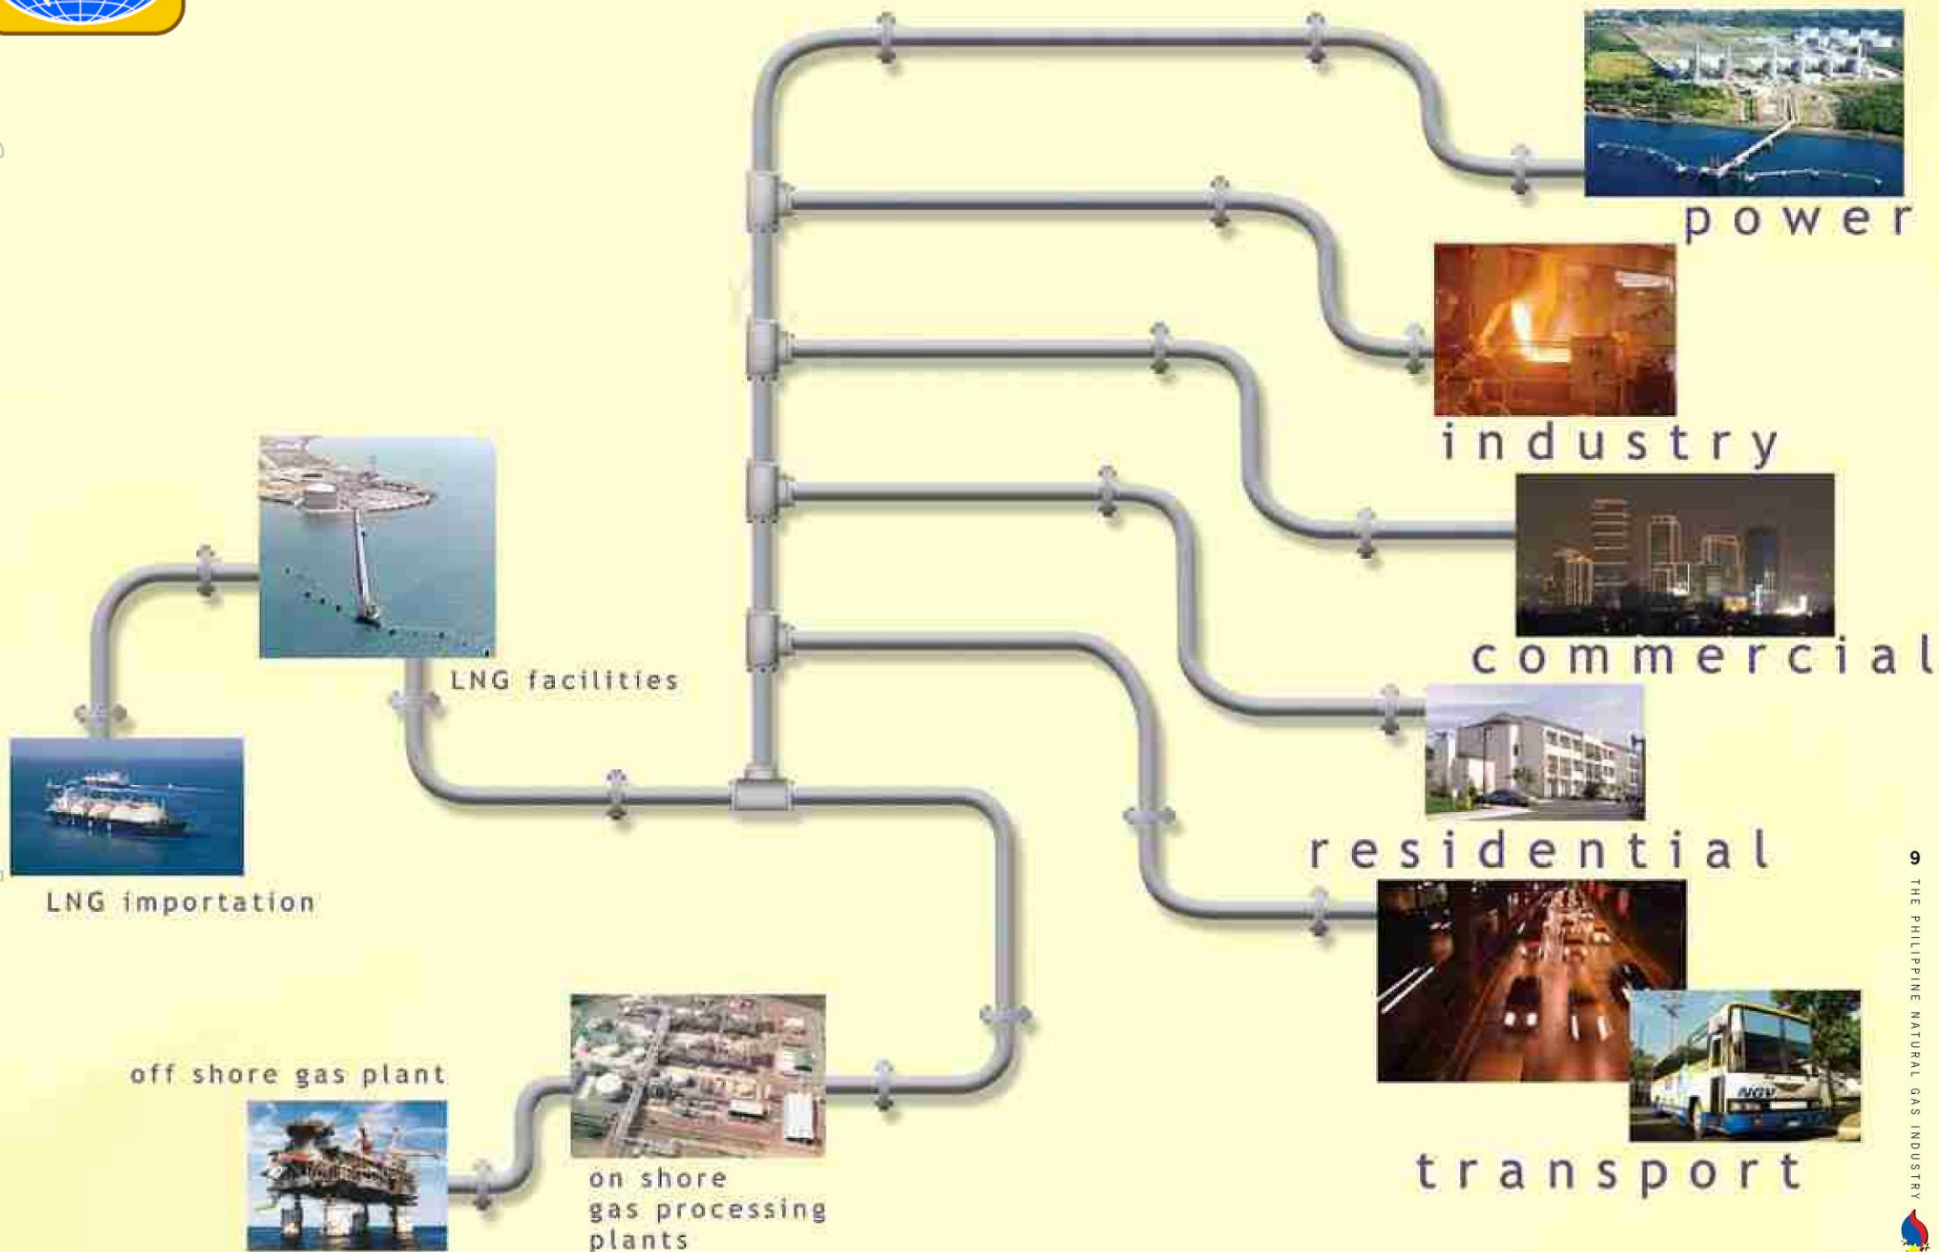 power
industry
commercial
LNG facilities
residential
LNG importation
off shore gas plant
NGV
on shore
gas processing
plants
transport
9 THE PHILIPPINE NATURAL GAS INDUSTRY